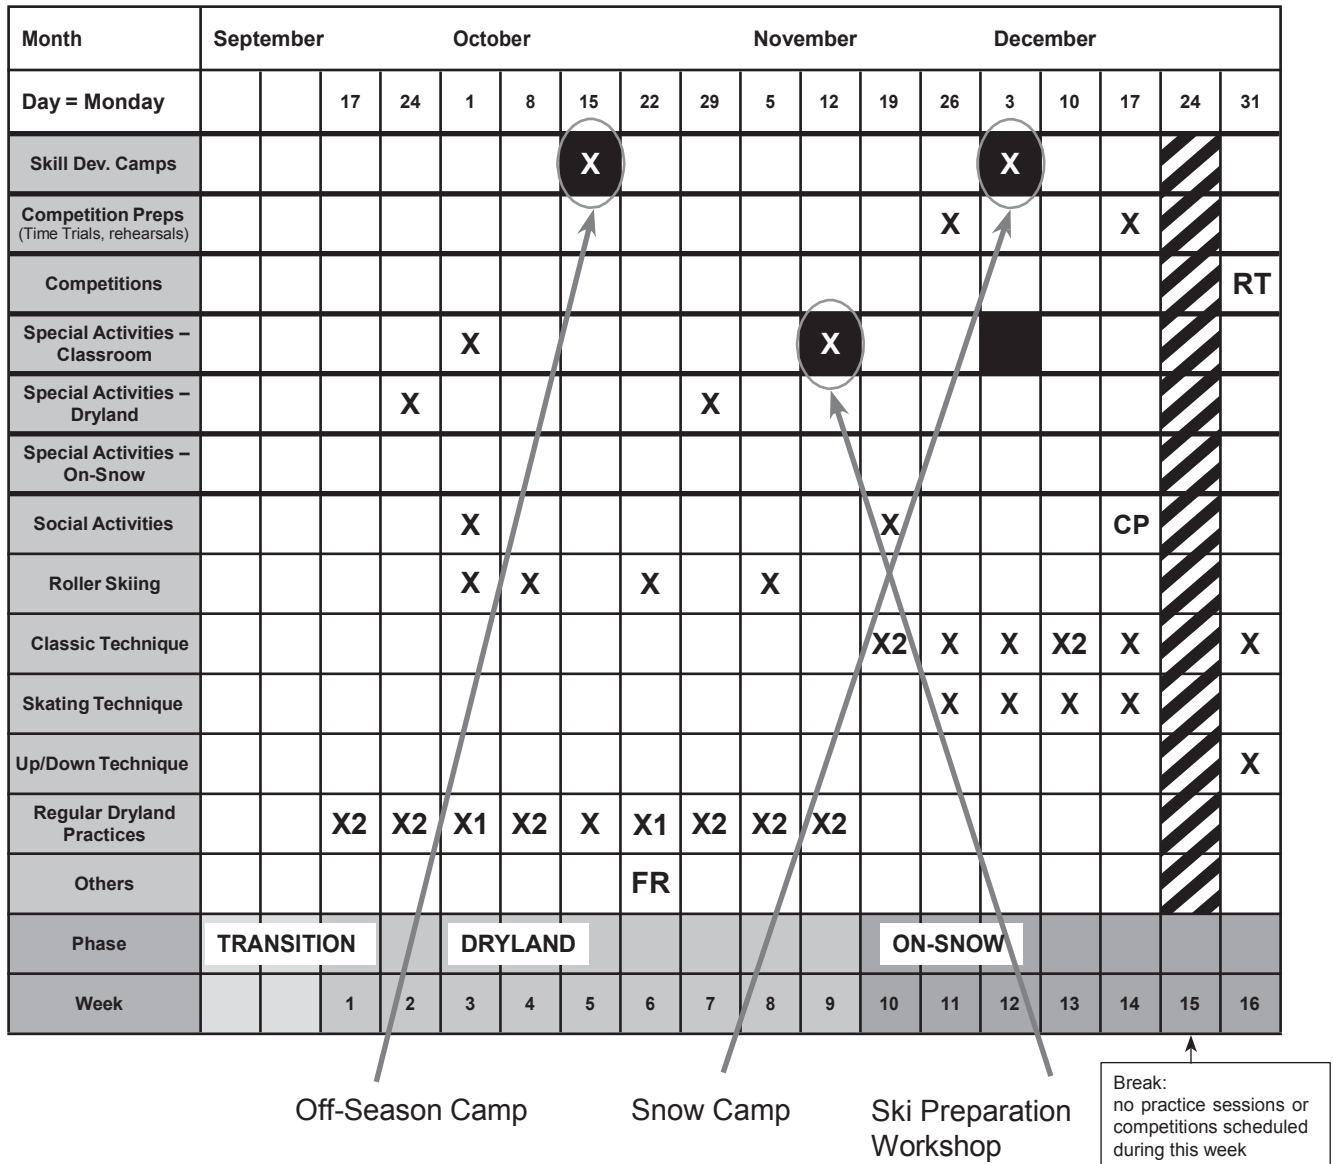 Month September October November December
Day = Monday 17 24 1 8 15 22 29 5 12 19 26 3 10 17 24 31
Skill Dev. Camps X X
Competition Preps
(Time Trials, rehearsals) X X
Competitions RT
Special Activities –
Classroom X X
Special Activities –
Dryland X X
Special Activities –
On-Snow
Social Activities X X CP
Roller Skiing X X X X
Classic Technique X2 X X X2 X X
Skating Technique X X X X
Up/Down Technique X
Regular Dryland
Practices X2 X2 X1 X2 X X1 X2 X2 X2
Others FR
Phase TRANSITION DRYLAND ON-SNOW
Week 1 2 3 4 5 6 7 8 9 10 11 12 13 14 15 16
Off-Season Camp
Snow Camp
Ski Preparation
Workshop
Break:
no practice sessions or
competitions scheduled
during this week